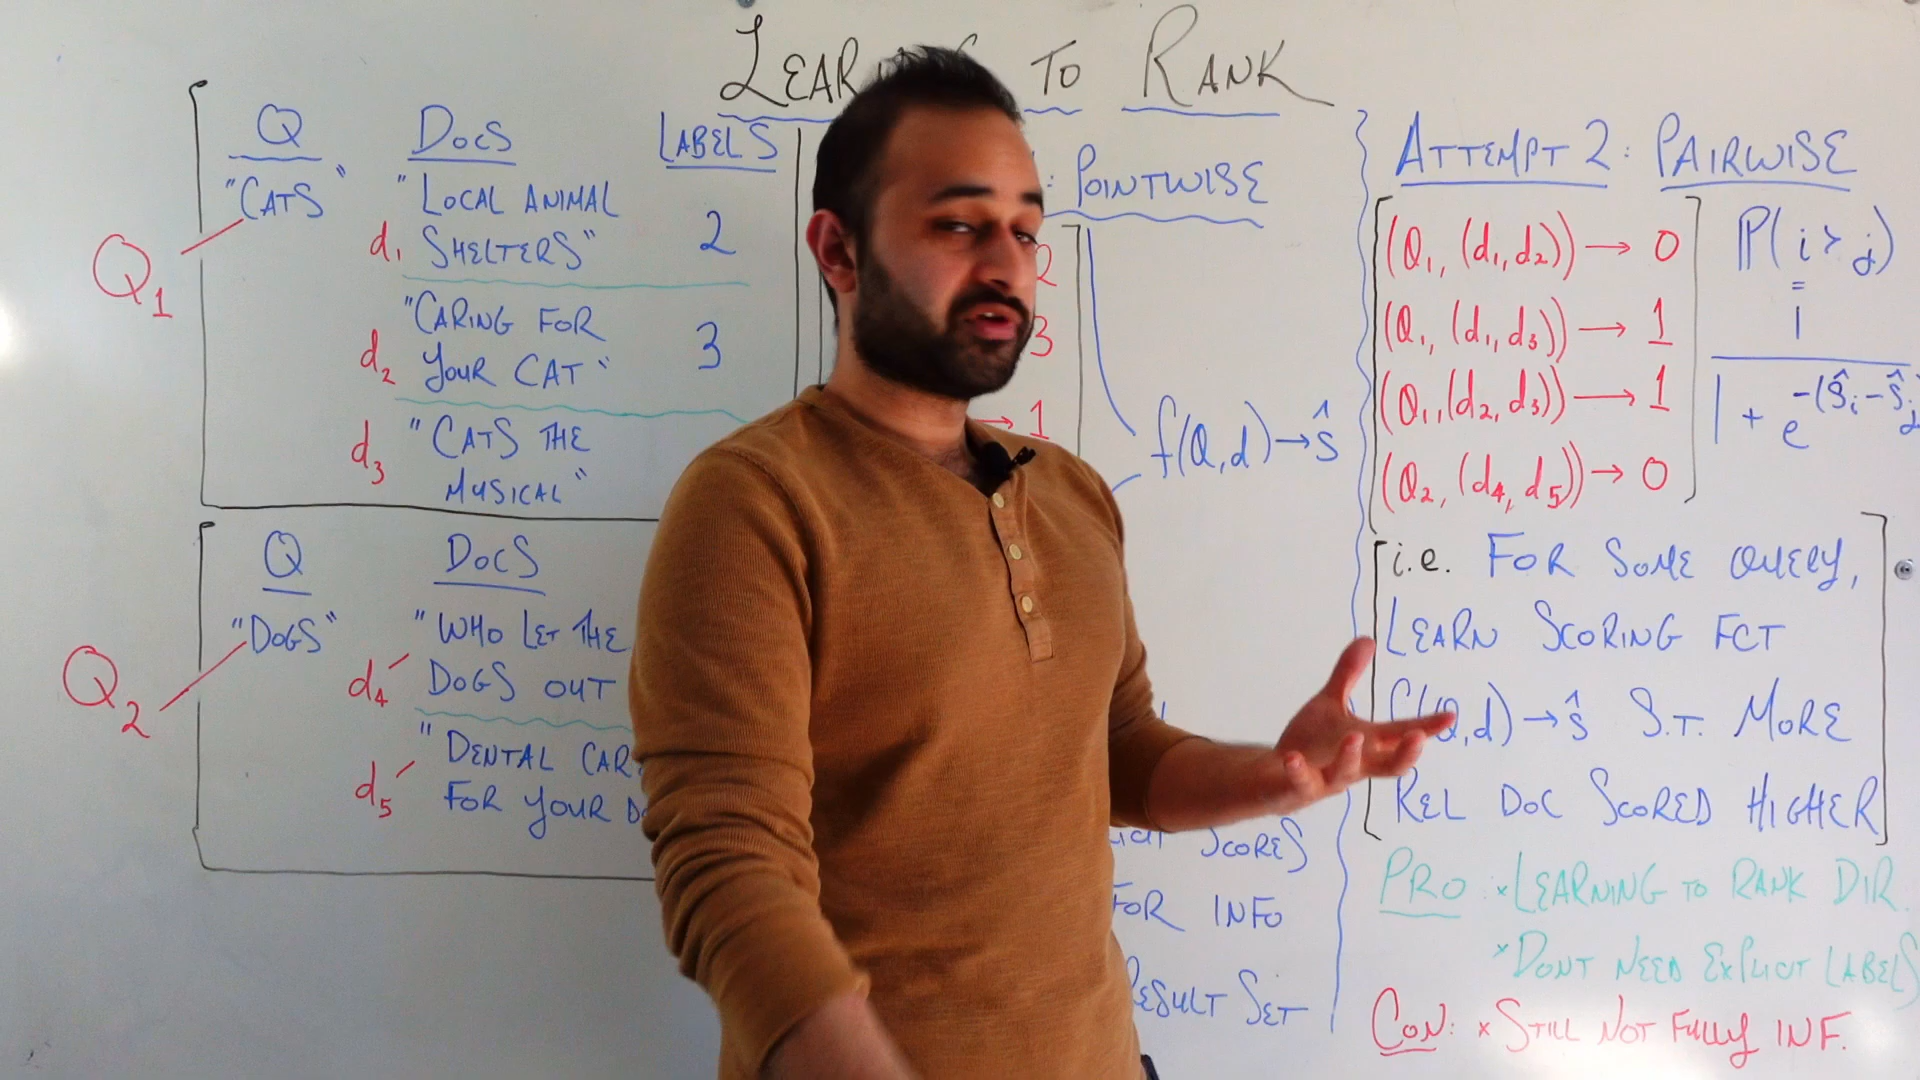 TO RANK
Q DOCS LABELS
"CATS"
Q₁
d₁ "LOCAL ANIMAL
SHELTERS" 2
d₂ "CARING FOR
YOUR CAT" 3
d₃ "CATS THE
MUSICAL"
Q DOCS
"DOGS"
Q₂
d₄ "WHO LET THE
DOGS OUT
d₅ "DENTAL
FOR YOUR
: POINTWISE
2
3
→ 1
f(Q,d) → ŝ
SCORES
FOR INFO
RESULT SET
ATTEMPT 2: PAIRWISE
(Q₁, (d₁,d₂)) → 0
(Q₁, (d₁,d₃)) → 1
(Q₁,(d₂,d₃)) → 1
(Q₂, (d₄, d₅)) → 0
P(i > j)
=
1
1 + e^-(ŝᵢ-ŝⱼ)
i.e. FOR SOME QUERY,
LEARN SCORING FCT
f(Q,d) → ŝ S.T. MORE
REL DOC SCORED HIGHER
PRO: × LEARNING TO RANK DIR.
× DONT NEED EXPLICIT LABELS
CON: × STILL NOT FULLY INF.